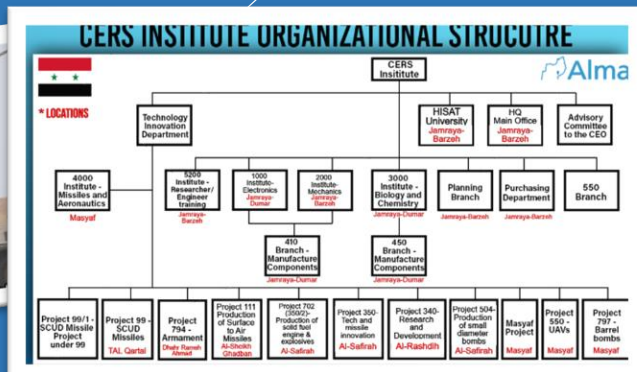 CERS INSTITUTE ORGANIZATIONAL STRUCUTRE
* LOCATIONS
Alma
CERS
Insititute
Technology
Innovation
Department
HISAT
University
Jamraya-
Barzeh
HQ
Main Office
Jamraya-
Barzeh
Advisory
Committee
to the CEO
4000
Institute -
Missiles and
Aeronautics
Masyaf
5200
Institute -
Researcher/
Engineer
training
Jamraya-
Barzeh
1000
Institute-
Electronics
Jamraya-
Dumar
2000
Institute-
Mechanics
Jamraya-
Barzeh
3000
Institute -
Biology and
Chemistry
Jamraya-Dumar
Planning
Branch
Jamraya-Barzeh
Purchasing
Department
Jamraya-Barzeh
550
Branch
410
Branch -
Manufacture
Components
Jamraya-Dumar
450
Branch -
Manufacture
Components
Jamraya-Dumar
Project 99/1 -
SCUD Missile
Project
under 99
Project 99 -
SCUD
Missiles
TAL Qartal
Project
794 -
Armament
Dhahr Rameh
Ahmad
Project 111
Production
of Surface
to Air
Missiles
Al-Sheikh
Ghadban
Project 702
(350/2)-
Production of
solid fuel
engine &
explosives
Al-Safirah
Project 350-
Tech and
missile
innovation
Al-Safirah
Project 340-
Research
and
Development
Al-Rashdih
Project 504-
Production
of small
diameter
bombs
Al-Safirah
Masyaf
Project
Masyaf
Project
550 -
UAVs
Masyaf
Project
797 -
Barrel
bombs
Masyaf